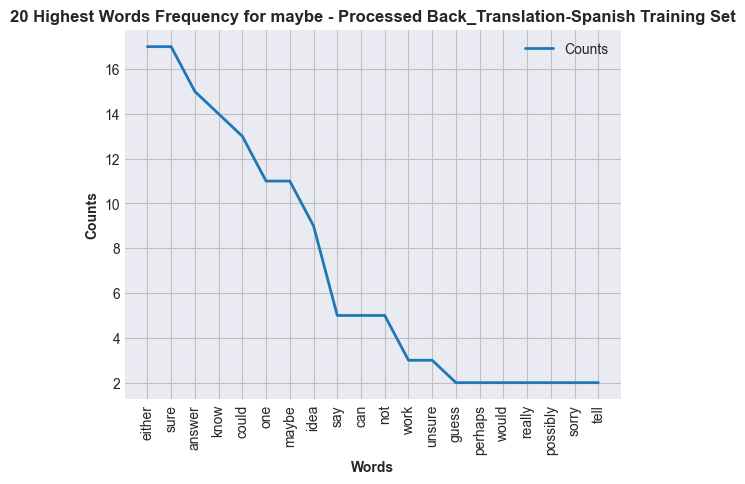 20 Highest Words Frequency for maybe - Processed Back_Translation-Spanish Training Set
Counts
16
14
12
10
8
6
4
2
Counts
either
sure
answer
know
could
one
maybe
idea
say
can
not
work
unsure
guess
perhaps
would
really
possibly
sorry
tell
Words